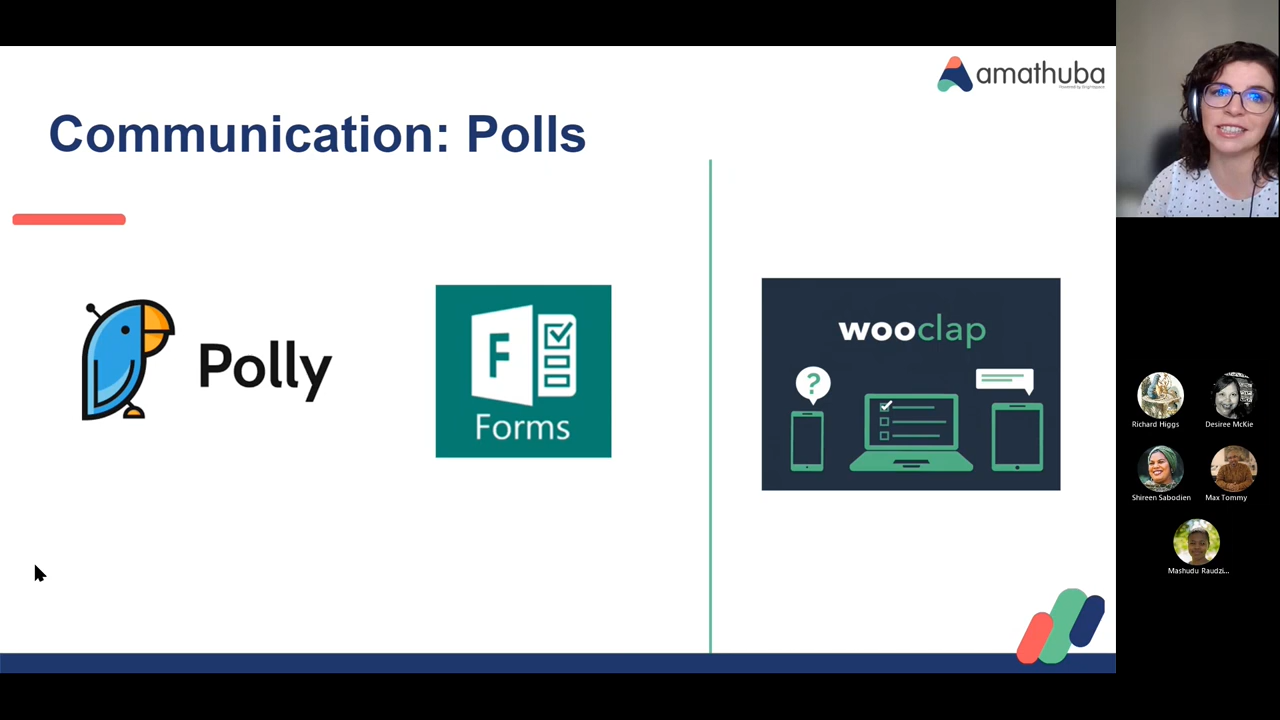 amathuba
Communication: Polls
Polly
F
Forms
wooclap
?
Richard Higgs
Desiree McKie
Shireen Sabodien
Max Tommy
Mashudu Raudzi...